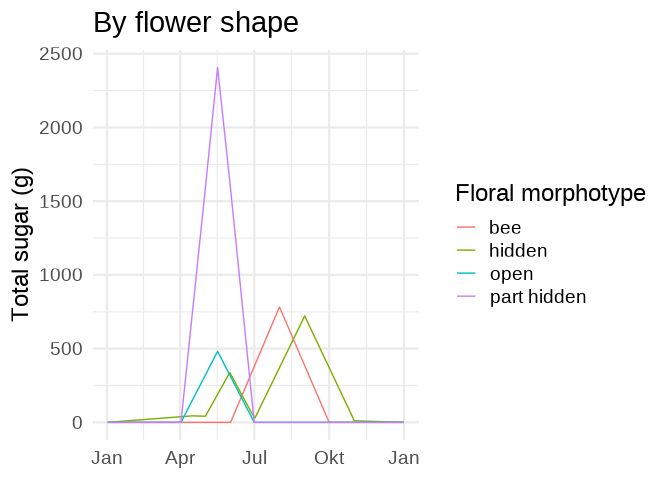 By flower shape
2500
2000
1500
1000
500
0
Total sugar (g)
Jan Apr Jul Okt Jan
Floral morphotype
bee
hidden
open
part hidden